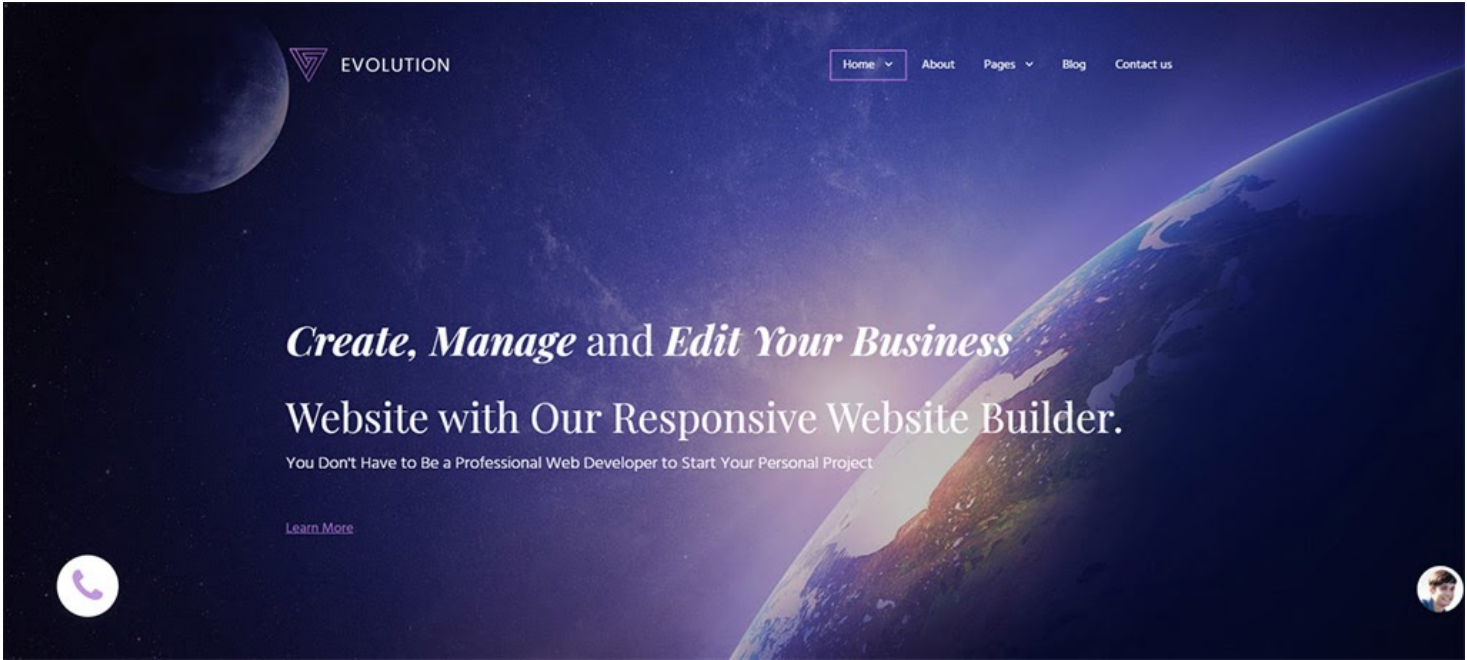 EVOLUTION
Home About Pages Blog Contact us
Create, Manage and Edit Your Business
Website with Our Responsive Website Builder.
You Don't Have to Be a Professional Web Developer to Start Your Personal Project
Learn More